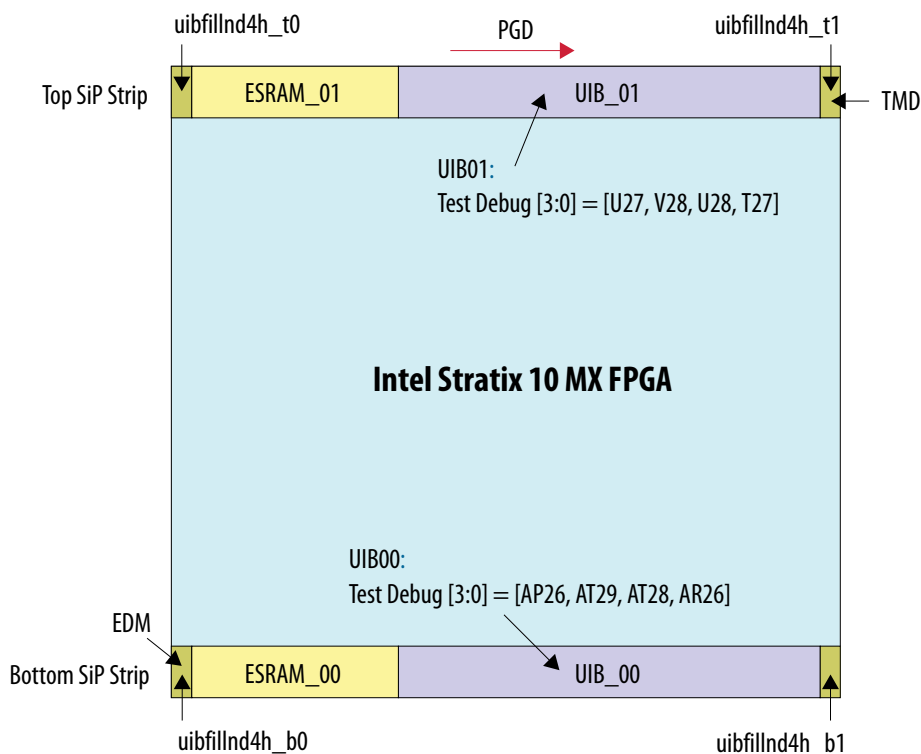 uibfillnd4h_t0
PGD
uibfillnd4h_t1
Top SiP Strip
ESRAM_01
UIB_01
TMD
UIB01:
Test Debug [3:0] = [U27, V28, U28, T27]
Intel Stratix 10 MX FPGA
UIB00:
Test Debug [3:0] = [AP26, AT29, AT28, AR26]
EDM
Bottom SiP Strip
ESRAM_00
UIB_00
uibfillnd4h_b0
uibfillnd4h_b1